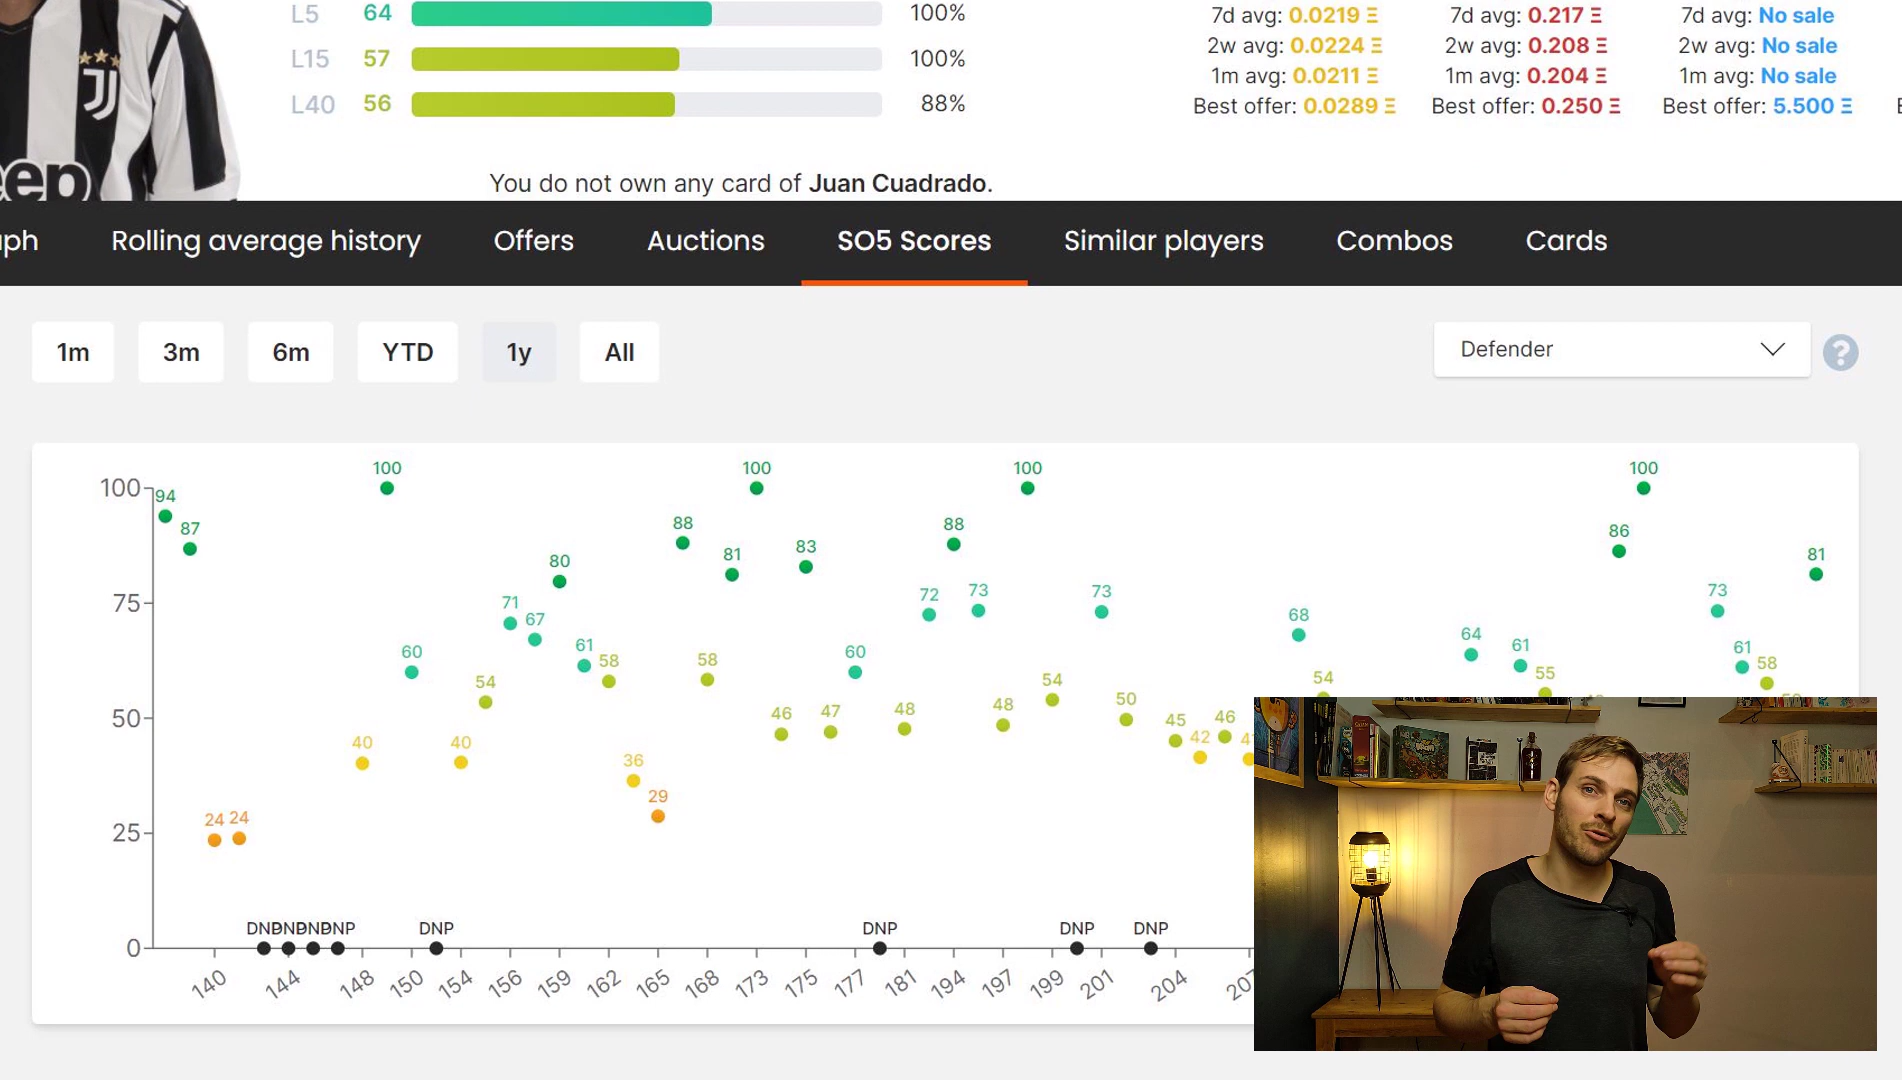 L5 64 100%
L15 57 100%
L40 56 88%
7d avg: 0.0219 Ξ
2w avg: 0.0224 Ξ
1m avg: 0.0211 Ξ
Best offer: 0.0289 Ξ
7d avg: 0.217 Ξ
2w avg: 0.208 Ξ
1m avg: 0.204 Ξ
Best offer: 0.250 Ξ
7d avg: No sale
2w avg: No sale
1m avg: No sale
Best offer: 5.500 Ξ
eep
You do not own any card of Juan Cuadrado.
ph Rolling average history Offers Auctions SO5 Scores Similar players Combos Cards
1m 3m 6m YTD 1y All
Defender ?
100 100 100 100
100 94
87 88 88 86
80 81 83 81
75 71 67 72 73 73 73
60 61 58 58 60 68 64 61 61 58
54 54 54 55
50 46 47 48 48 50 45 42 46
40 40 36
29
25 24 24
DNP DNP DNP DNP DNP DNP DNP DNP
0
140 144 148 150 154 156 159 162 165 168 173 175 177 181 194 197 199 201 204